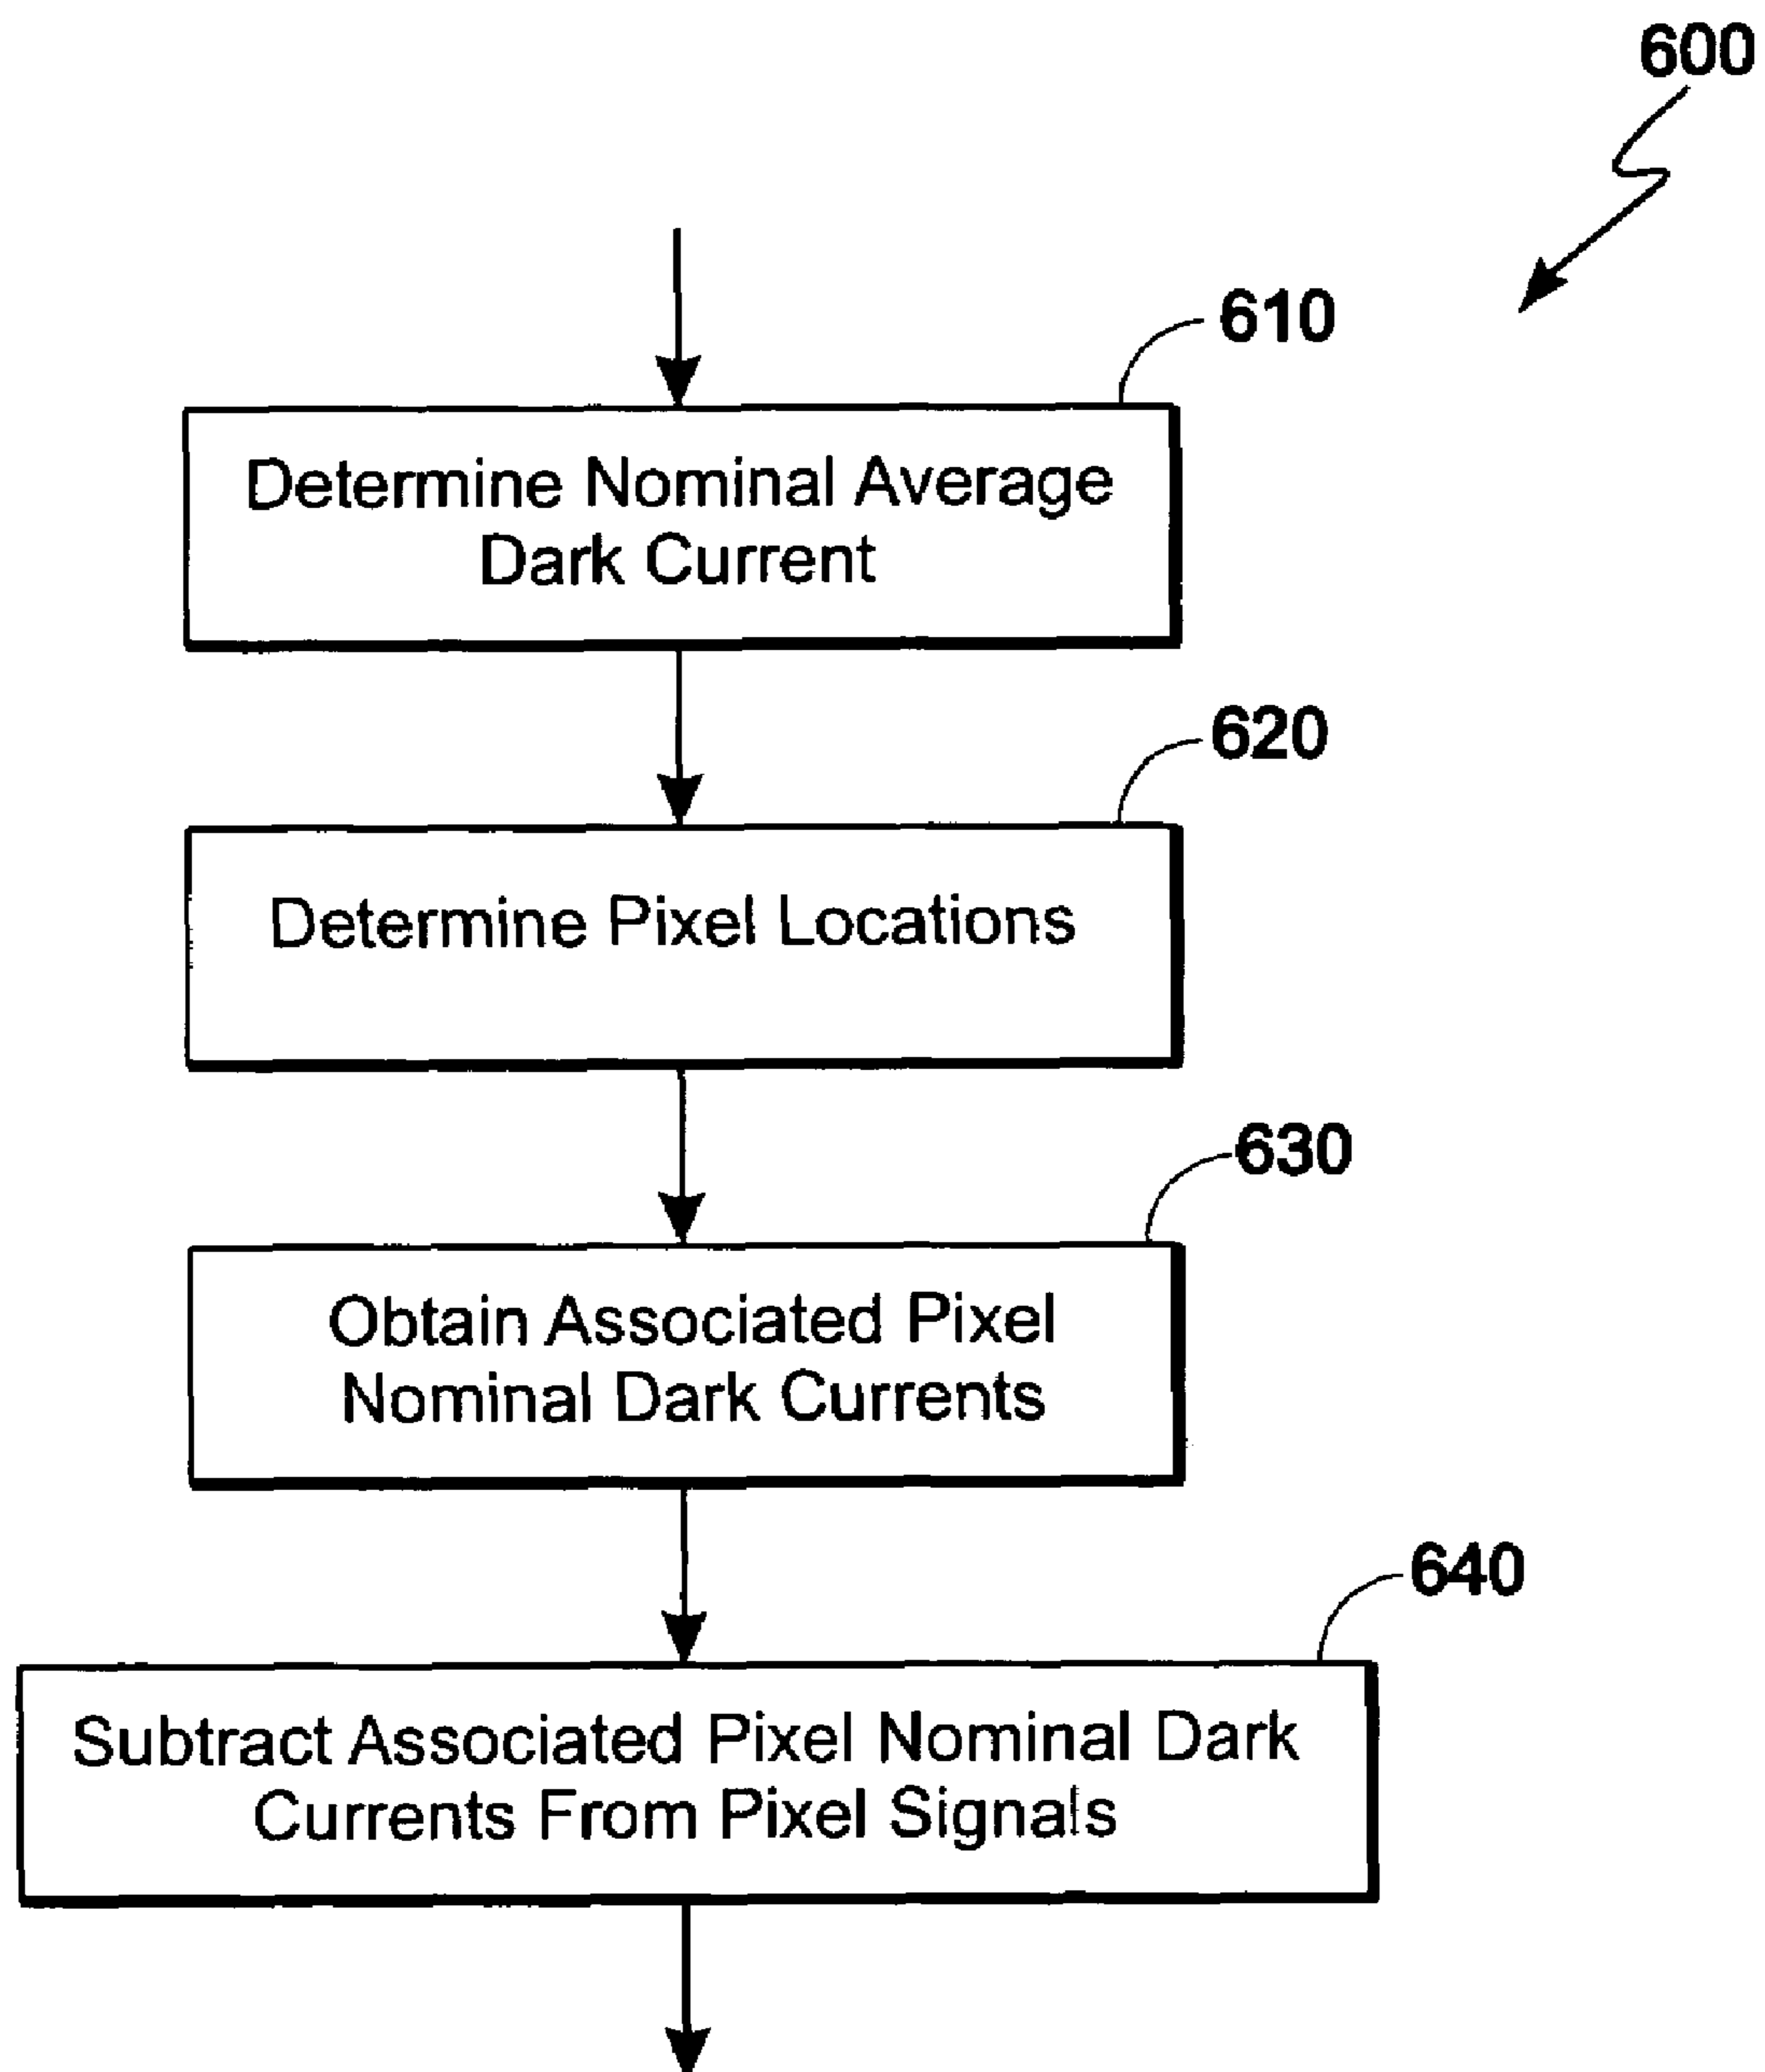 600
610
Determine Nominal Average
Dark Current
620
Determine Pixel Locations
630
Obtain Associated Pixel
Nominal Dark Currents
640
Subtract Associated Pixel Nominal Dark
Currents From Pixel Signals